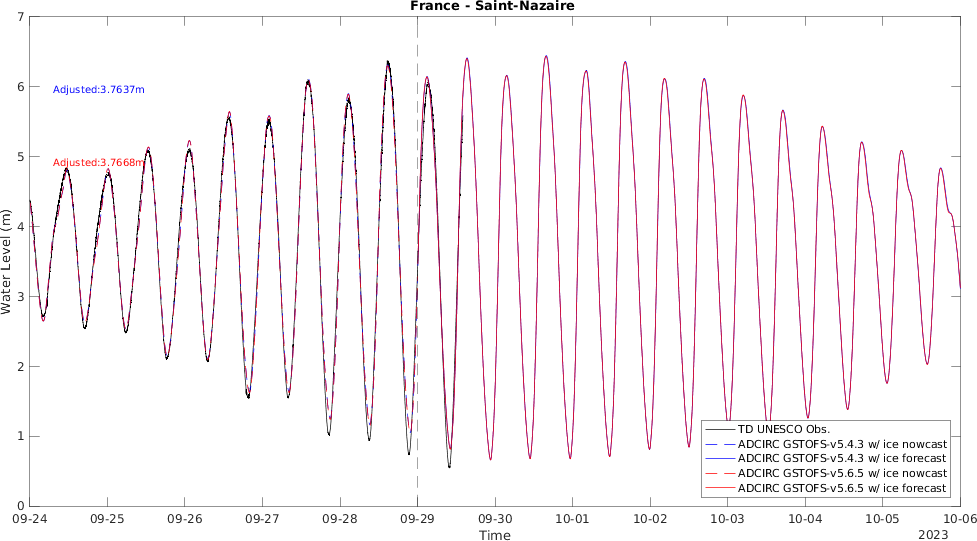 France - Saint-Nazaire
7
6
5
4
3
2
1
0
Water Level (m)
Adjusted:3.7637m
Adjusted:3.7668m
TD UNESCO Obs.
ADCIRC GSTOFS-v5.4.3 w/ ice nowcast
ADCIRC GSTOFS-v5.4.3 w/ ice forecast
ADCIRC GSTOFS-v5.6.5 w/ ice nowcast
ADCIRC GSTOFS-v5.6.5 w/ ice forecast
09-24 09-25 09-26 09-27 09-28 09-29 09-30 10-01 10-02 10-03 10-04 10-05 10-06
Time
2023